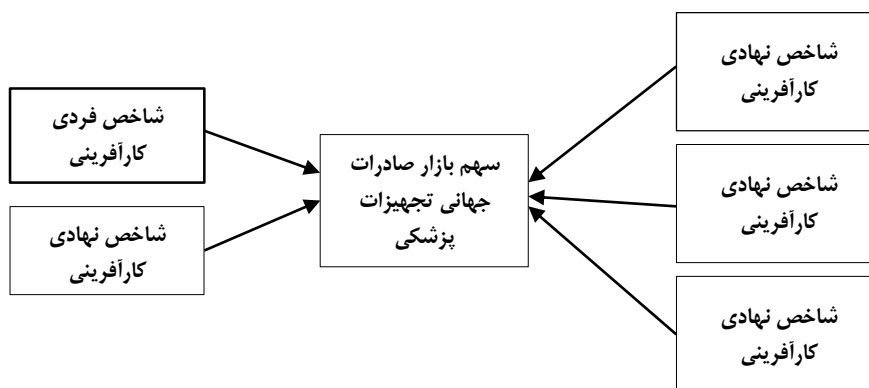 شاخص نهادی
کارآفرینی
شاخص نهادی
کارآفرینی
شاخص نهادی
کارآفرینی
سهم بازار صادرات
جهانی تجهیزات
پزشکی
شاخص فردی
کارآفرینی
شاخص نهادی
کارآفرینی